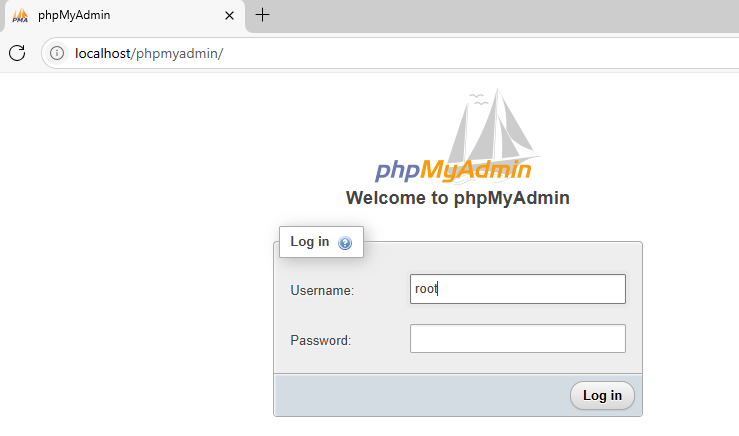 PMA phpMyAdmin
localhost/phpmyadmin/
phpMyAdmin
Welcome to phpMyAdmin
Log in ?
Username: root
Password:
Log in